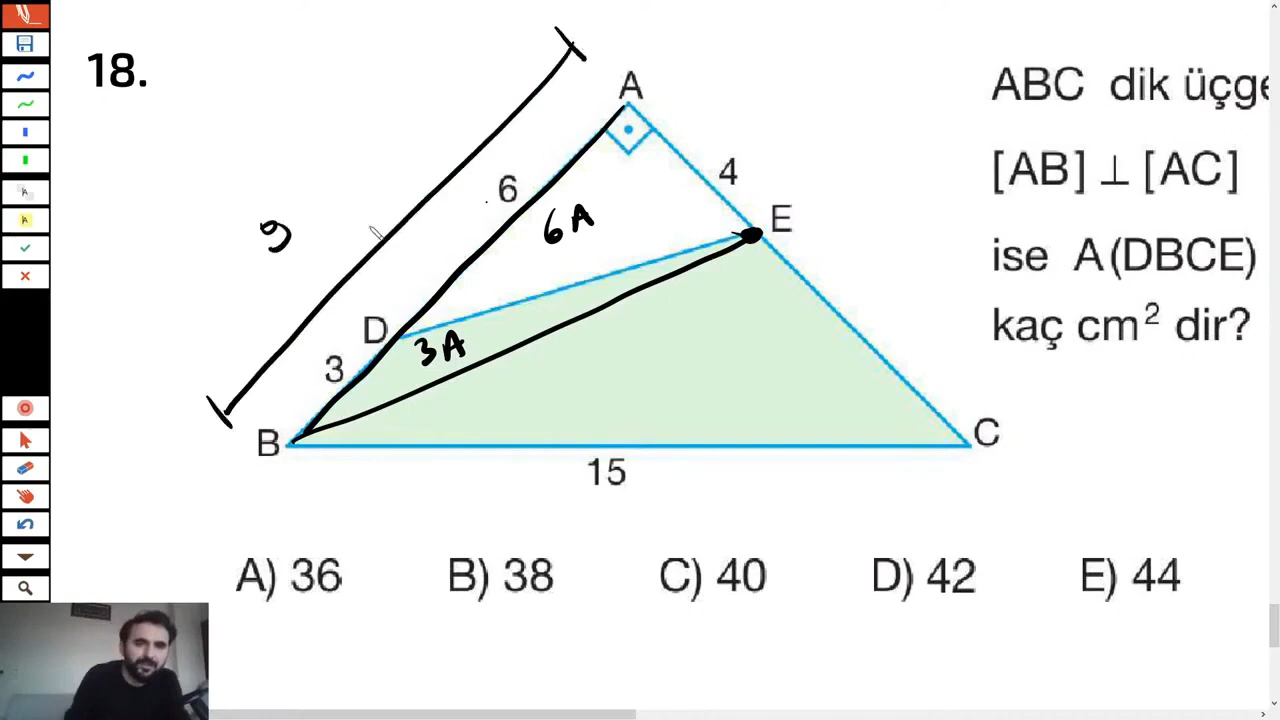 18.
A
6
4
6A
E
9
D
3A
3
B
C
15
ABC dik üçge
[AB] ⊥ [AC]
ise A(DBCE)
kaç cm² dir?
A) 36 B) 38 C) 40 D) 42 E) 44